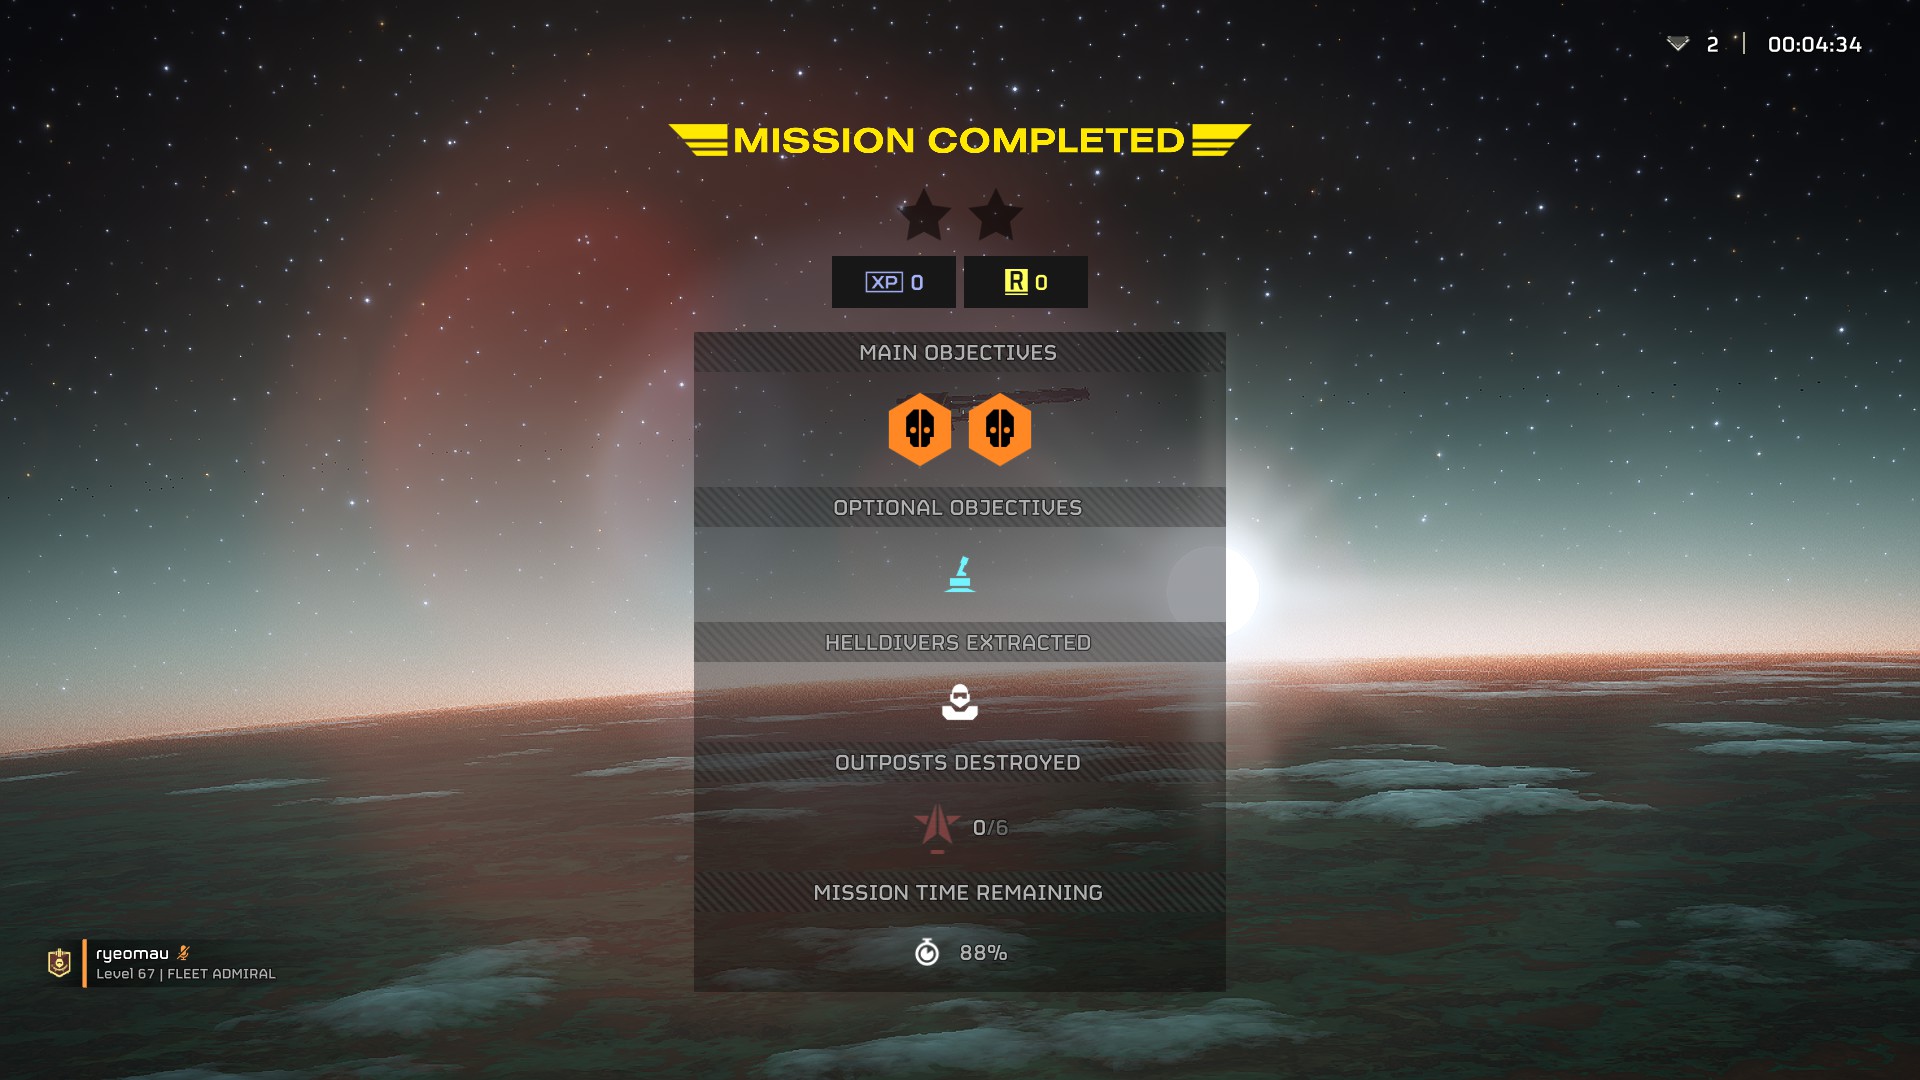 2 | 00:04:34
MISSION COMPLETED
XP 0
R 0
MAIN OBJECTIVES
OPTIONAL OBJECTIVES
HELLDIVERS EXTRACTED
OUTPOSTS DESTROYED
0/6
MISSION TIME REMAINING
88%
ryeomau
Level 67 | FLEET ADMIRAL